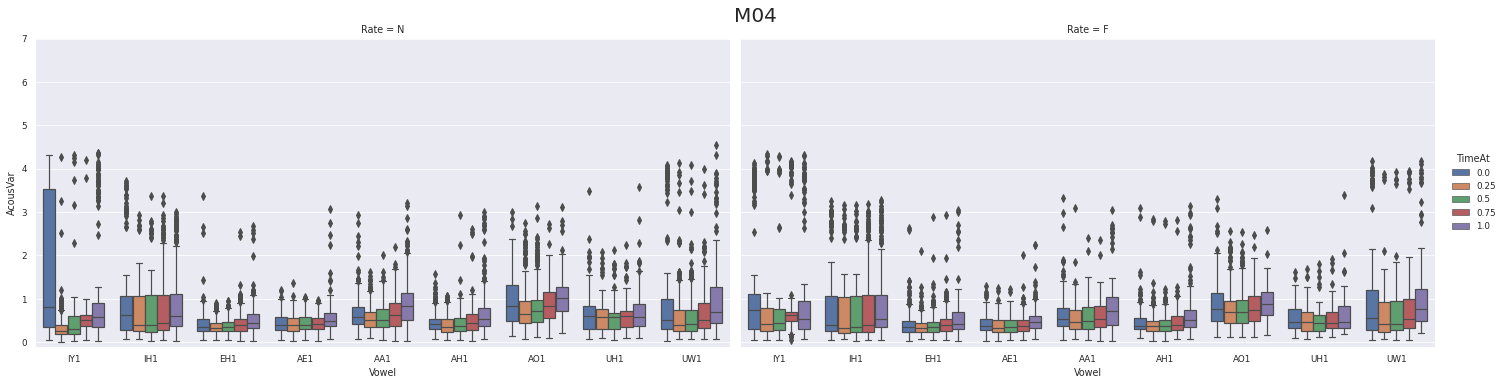 M04
Rate = N
Rate = F
7
6
5
4
3
2
1
0
AcousVar
IY1 IH1 EH1 AE1 AA1 AH1 AO1 UH1 UW1
Vowel
IY1 IH1 EH1 AE1 AA1 AH1 AO1 UH1 UW1
Vowel
TimeAt
0.0
0.25
0.5
0.75
1.0